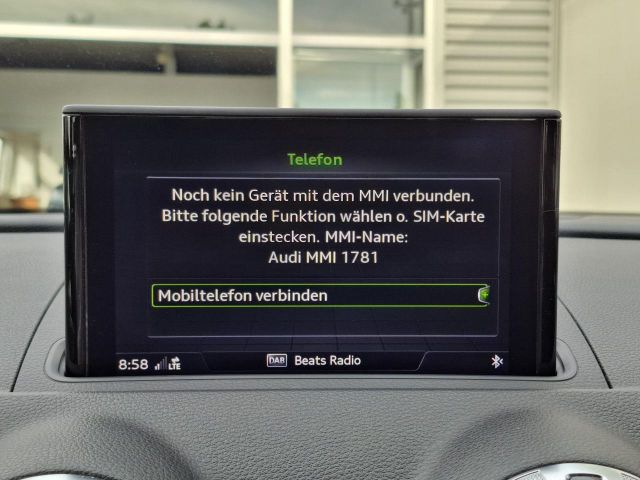 Telefon
Noch kein Gerät mit dem MMI verbunden.
Bitte folgende Funktion wählen o. SIM-Karte
einstecken. MMI-Name:
Audi MMI 1781
Mobiltelefon verbinden
8:58 LTE DAB Beats Radio